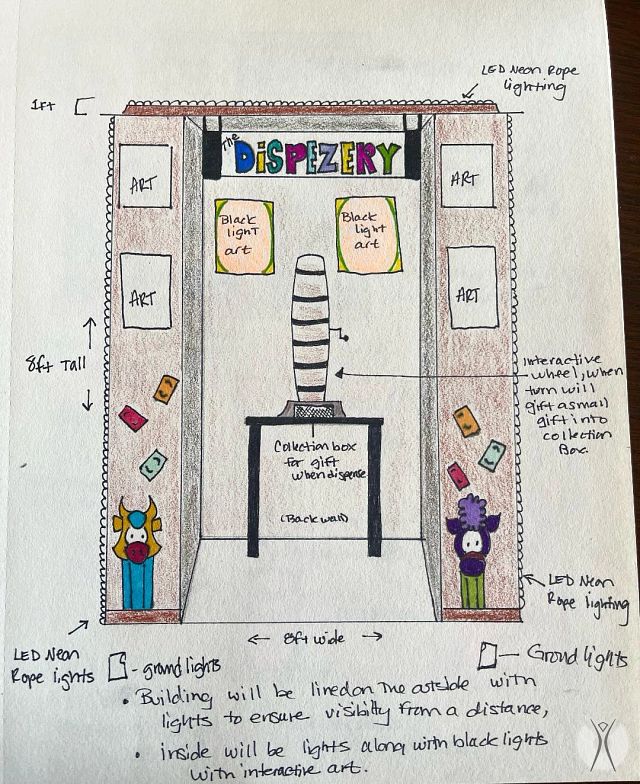 LED Neon Rope
lighting
1ft
The
DISPEZERY
ART
ART
Black
light
art
Black
light
art
ART
ART
8ft Tall
Interactive
wheel, when
turn will
gift a small
gift into
collection
Box.
Collection box
for gift
when dispense
(Back wall)
LED Neon
Rope lighting
8ft wide
LED Neon
Rope lights
- ground lights
- Ground lights
• Building will be lined on the outside with
lights to ensure visibilty from a distance,
• inside will be lights along with black lights
with interactive art.